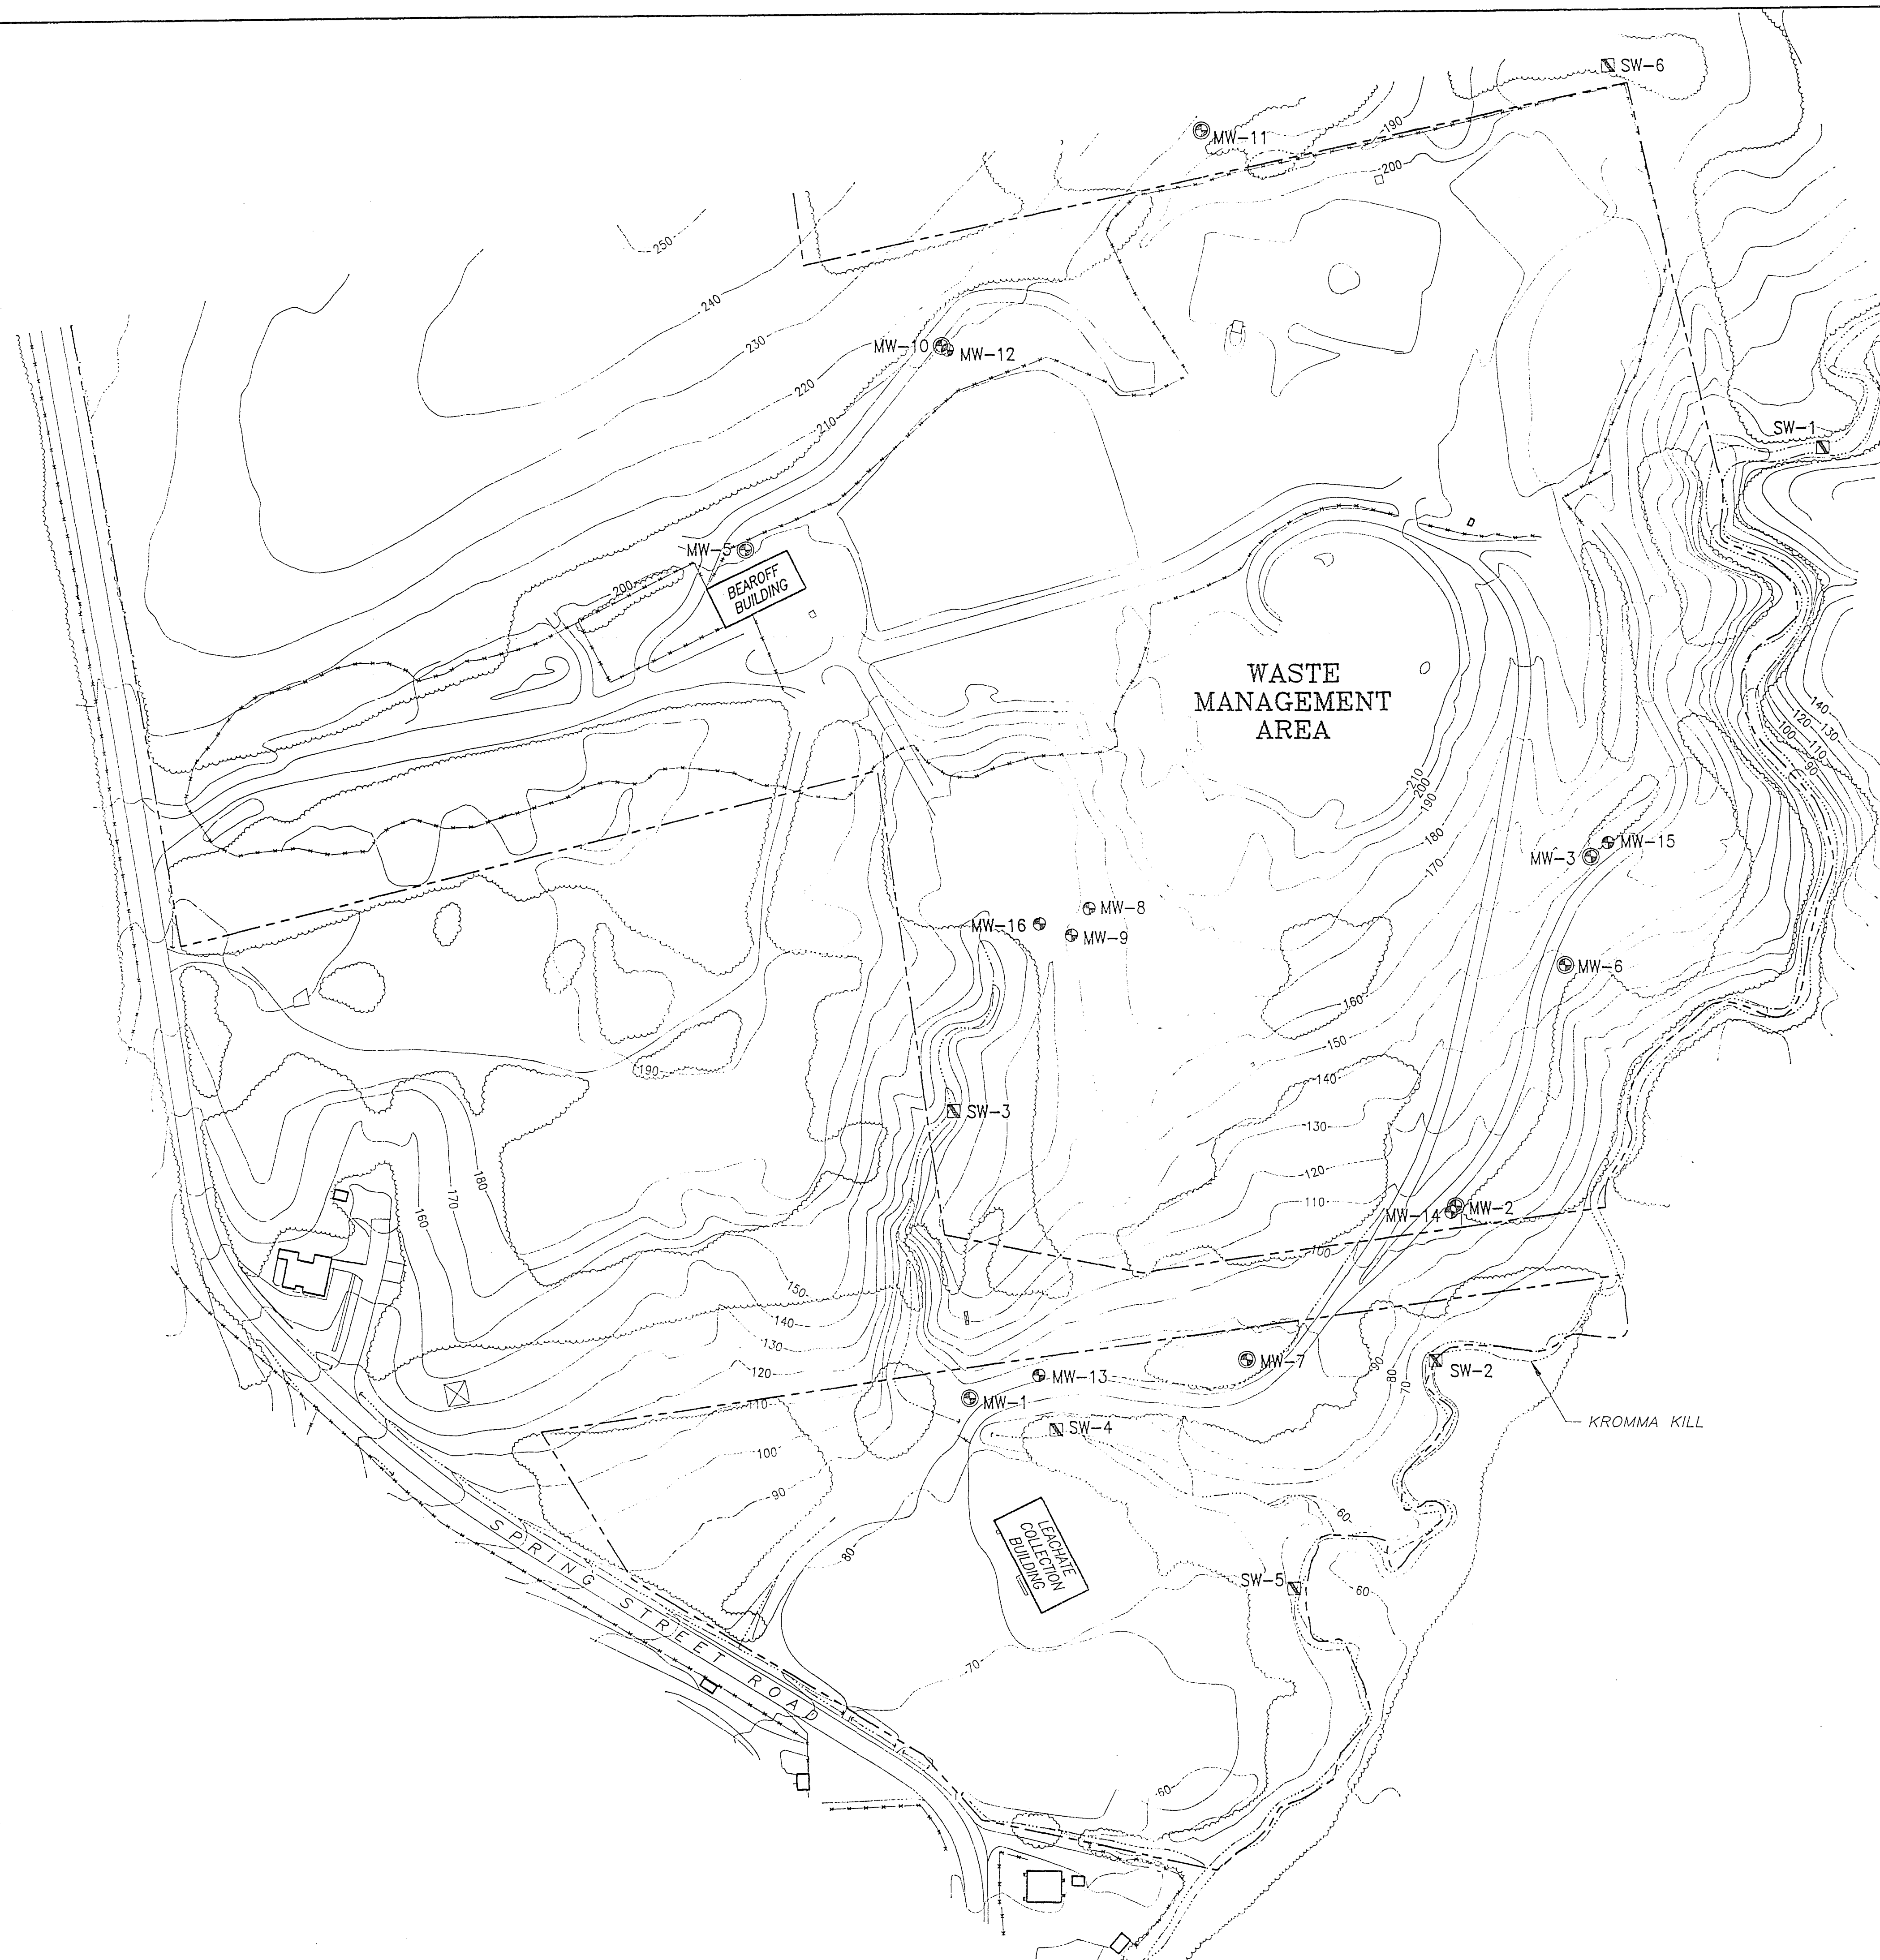 SW-6
MW-11
190
200
250
240
230
MW-10
MW-12
220
210
SW-1
MW-5
BEAROFF
BUILDING
200
WASTE
MANAGEMENT
AREA
140
120
130
100
110
90
210
200
190
180
170
MW-15
MW-3
MW-8
MW-16
MW-9
MW-6
160
150
140
190
SW-3
130
120
110
180
170
160
MW-2
MW-14
100
150
140
130
120
110
MW-13
MW-7
MW-1
90
80
70
SW-2
KROMMA KILL
SW-4
100
90
80
60
LEACHATE
COLLECTION
BUILDING
SW-5
60
SPRING STREET ROAD
70
60